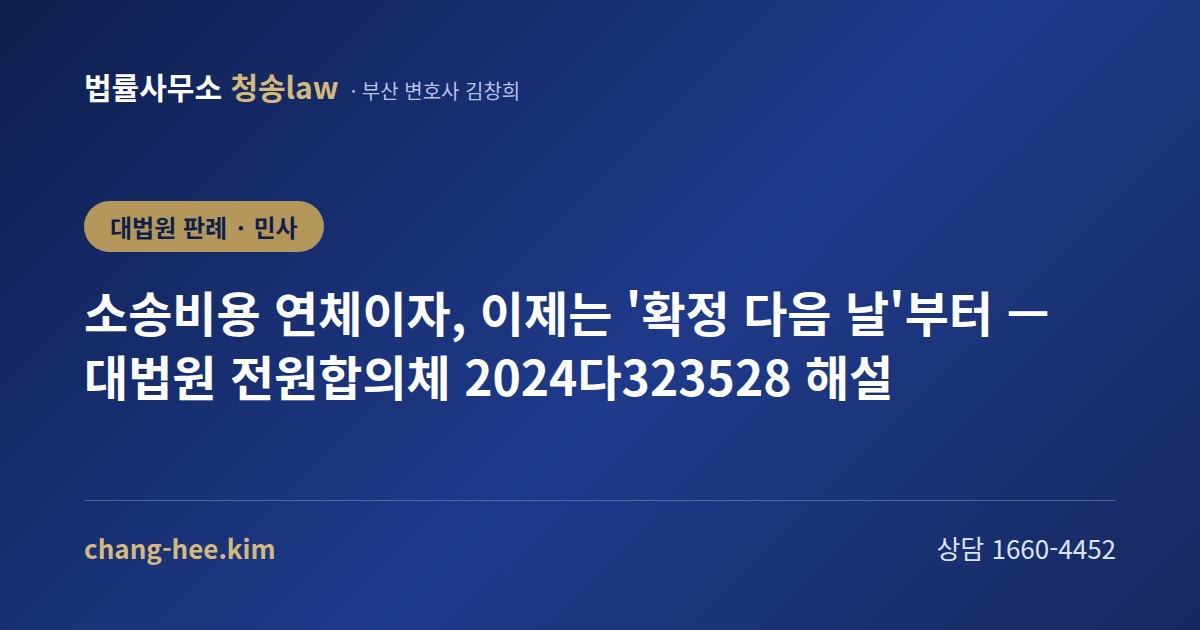 법률사무소 청송law · 부산 변호사 김창희
대법원 판례 · 민사
소송비용 연체이자, 이제는 '확정 다음 날'부터 —
대법원 전원합의체 2024다323528 해설
chang-hee.kim
상담 1660-4452